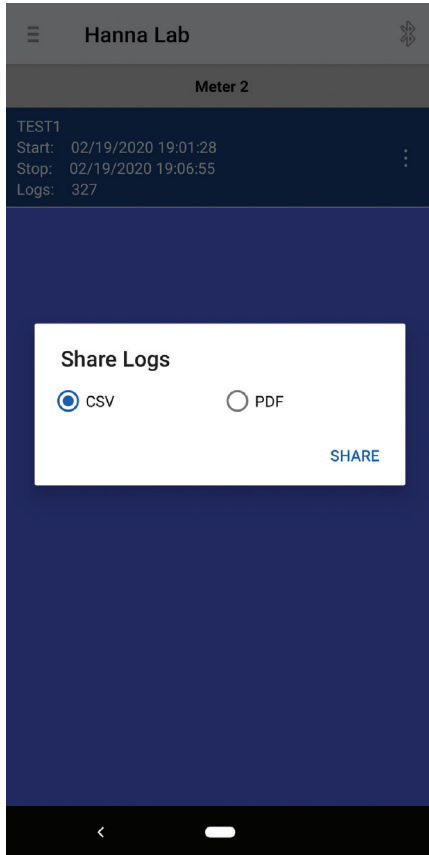 Hanna Lab
Meter 2
TEST1
Start: 02/19/2020 19:01:28
Stop: 02/19/2020 19:06:55
Logs: 327
Share Logs
CSV PDF
SHARE